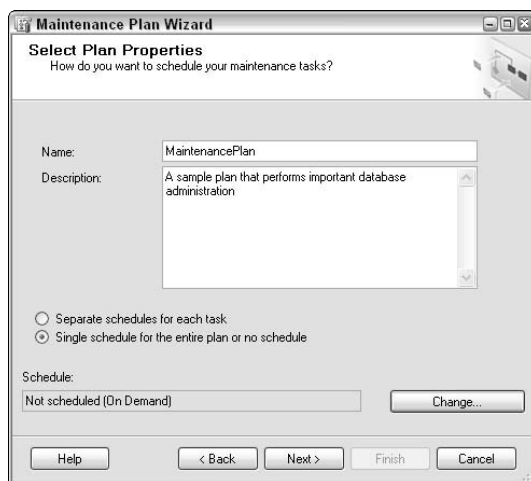 Maintenance Plan Wizard
Select Plan Properties
How do you want to schedule your maintenance tasks?
Name:
MaintenancePlan
Description:
A sample plan that performs important database
administration
Separate schedules for each task
Single schedule for the entire plan or no schedule
Schedule:
Not scheduled (On Demand)
Change...
Help
< Back
Next >
Finish
Cancel